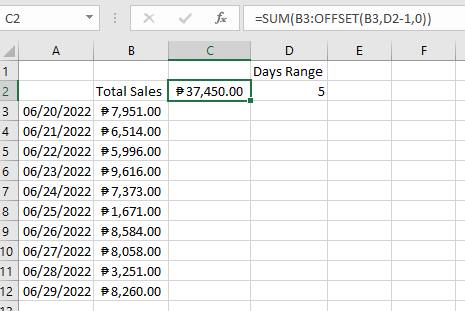 C2 fx =SUM(B3:OFFSET(B3,D2-1,0))
A B C D E F
1 Days Range
2 Total Sales ₱37,450.00 5
3 06/20/2022 ₱7,951.00
4 06/21/2022 ₱6,514.00
5 06/22/2022 ₱5,996.00
6 06/23/2022 ₱9,616.00
7 06/24/2022 ₱7,373.00
8 06/25/2022 ₱1,671.00
9 06/26/2022 ₱8,584.00
10 06/27/2022 ₱8,058.00
11 06/28/2022 ₱3,251.00
12 06/29/2022 ₱8,260.00